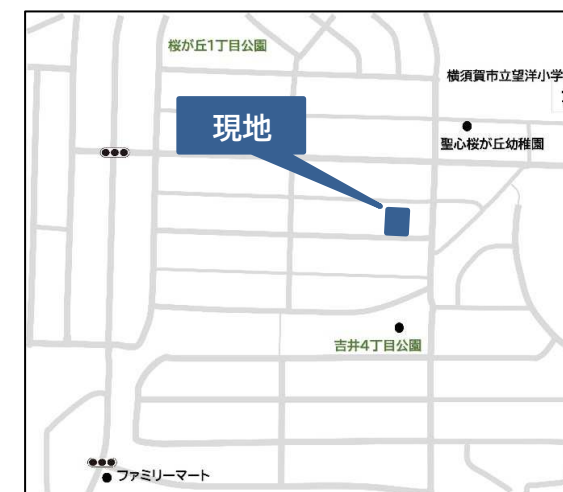 桜が丘1丁目公園
横須賀市立望洋小学
現地
聖心桜が丘幼稚園
吉井4丁目公園
ファミリーマート